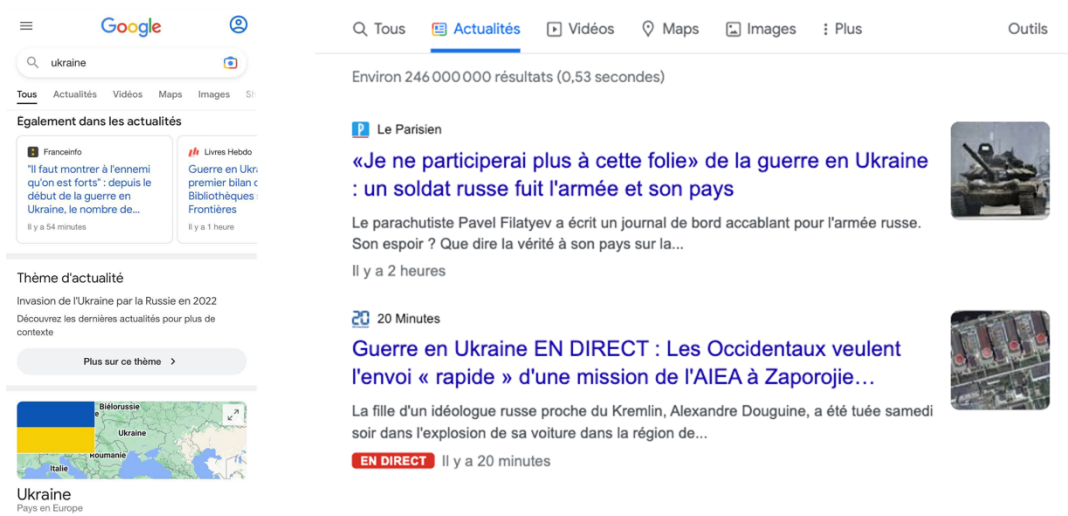 Google
ukraine
Tous Actualités Vidéos Maps Images
Également dans les actualités
Franceinfo
"Il faut montrer à l'ennemi
qu'on est forts" : depuis le
début de la guerre en
Ukraine, le nombre de...
Il y a 54 minutes
Livres Hebdo
Guerre en Ukr
premier bilan
Bibliothèques
Frontières
Il y a 1 heure
Thème d'actualité
Invasion de l'Ukraine par la Russie en 2022
Découvrez les dernières actualités pour plus de
contexte
Plus sur ce thème
Biélorussie
Ukraine
Roumanie
Italie
Ukraine
Pays en Europe
Tous Actualités Vidéos Maps Images Plus Outils
Environ 246 000 000 résultats (0,53 secondes)
Le Parisien
«Je ne participerai plus à cette folie» de la guerre en Ukraine
: un soldat russe fuit l'armée et son pays
Le parachutiste Pavel Filatyev a écrit un journal de bord accablant pour l'armée russe.
Son espoir ? Que dire la vérité à son pays sur la...
Il y a 2 heures
20 Minutes
Guerre en Ukraine EN DIRECT : Les Occidentaux veulent
l'envoi « rapide » d'une mission de l'AIEA à Zaporojie…
La fille d'un idéologue russe proche du Kremlin, Alexandre Douguine, a été tuée samedi
soir dans l'explosion de sa voiture dans la région de...
EN DIRECT Il y a 20 minutes